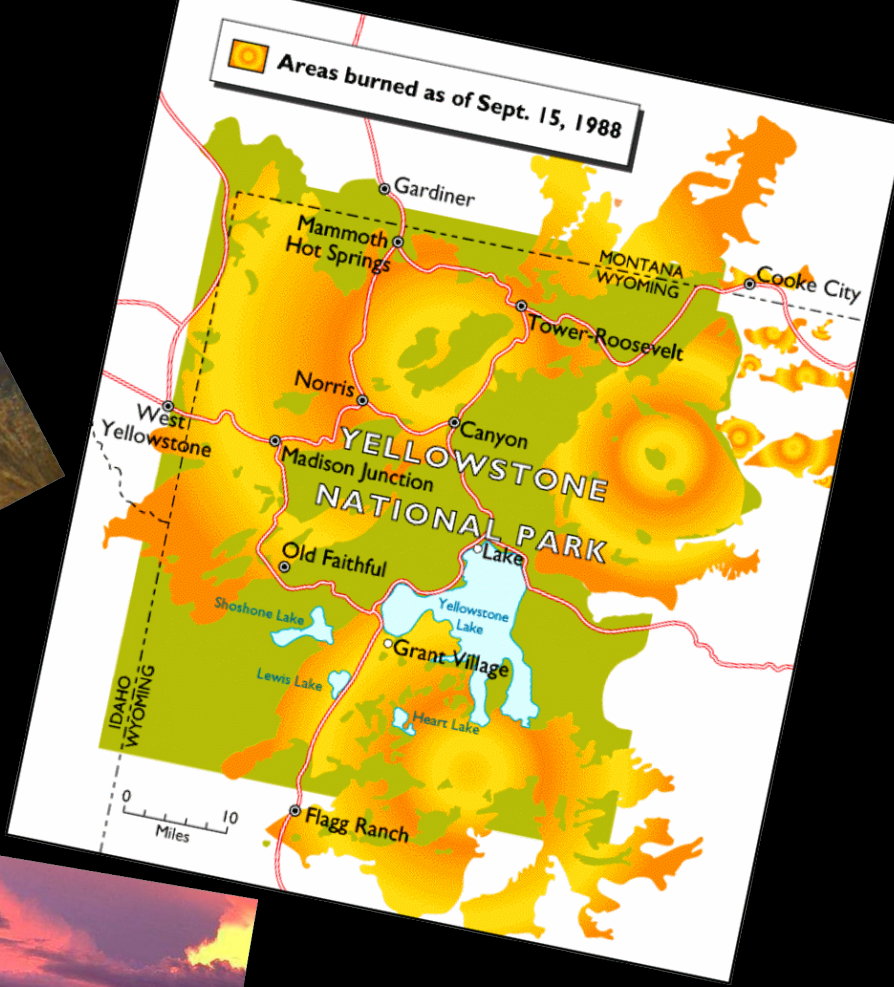 Areas burned as of Sept. 15, 1988
Gardiner
Mammoth
Hot Springs
MONTANA
WYOMING
Cooke City
Tower-Roosevelt
Norris
West
Yellowstone
Canyon
Madison Junction
YELLOWSTONE
NATIONAL PARK
Lake
Old Faithful
Shoshone Lake
Yellowstone
Lake
Grant Village
Lewis Lake
Heart Lake
IDAHO
WYOMING
0
10
Miles
Flagg Ranch